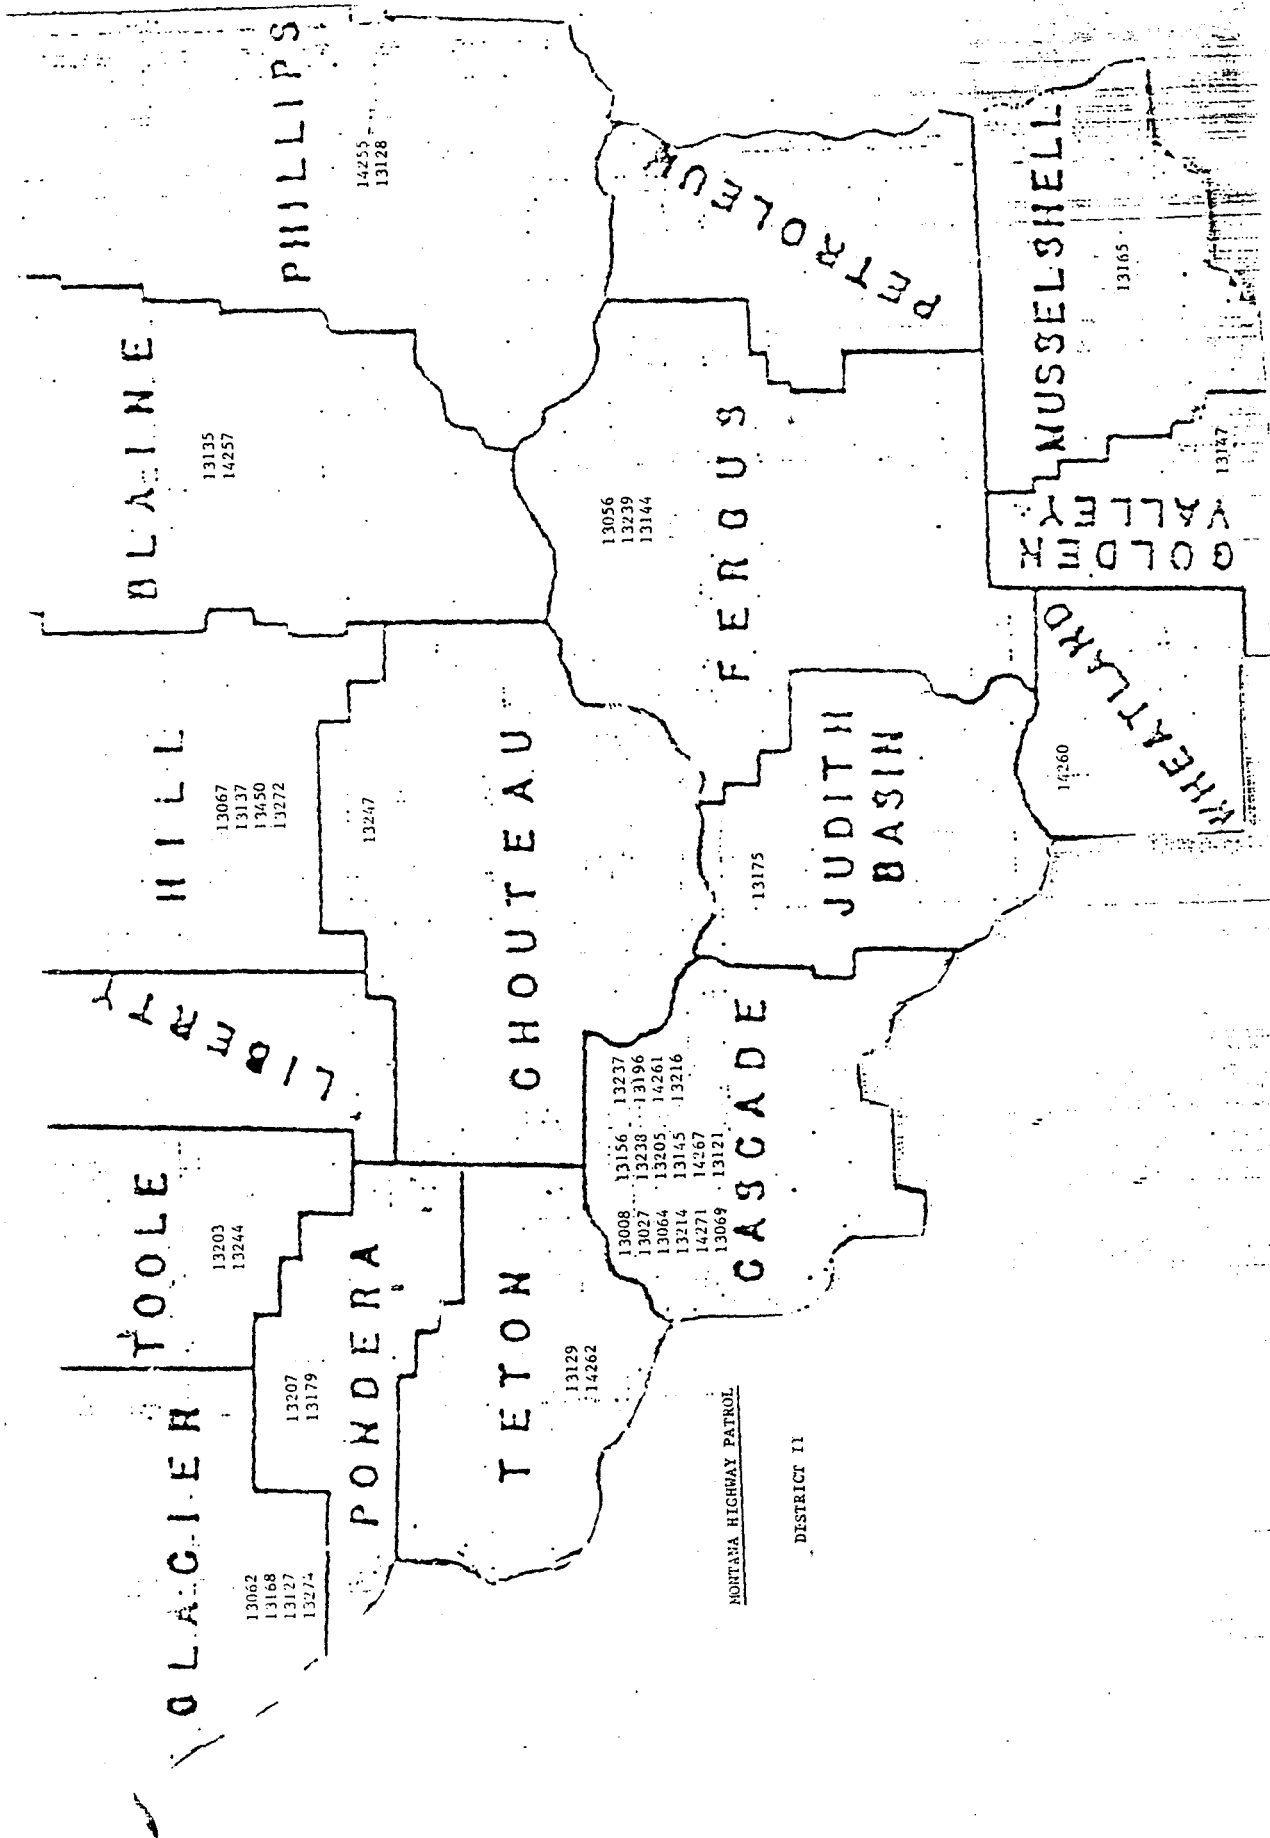 GLACIER
13062
13168
13127
13274
TOOLE
13203
13244
LIBERTY
HILL
13067
13137
13450
13272
BLAINE
13135
14257
PHILLIPS
14255
13128
PONDERA
13207
13179
TETON
13129
14262
CHOUTEAU
13247
CASCADE
13008 13156 13237
13027 13238 13196
13064 13205 14261
13214 13145 13216
14271 14267
13069 13121
JUDITH
BASIN
13175
FERGUS
13056
13239
13144
PETROLEUM
MUSSELSHELL
13165
GOLDEN
VALLEY
13147
WHEATLAND
14260
MONTANA HIGHWAY PATROL
DISTRICT II